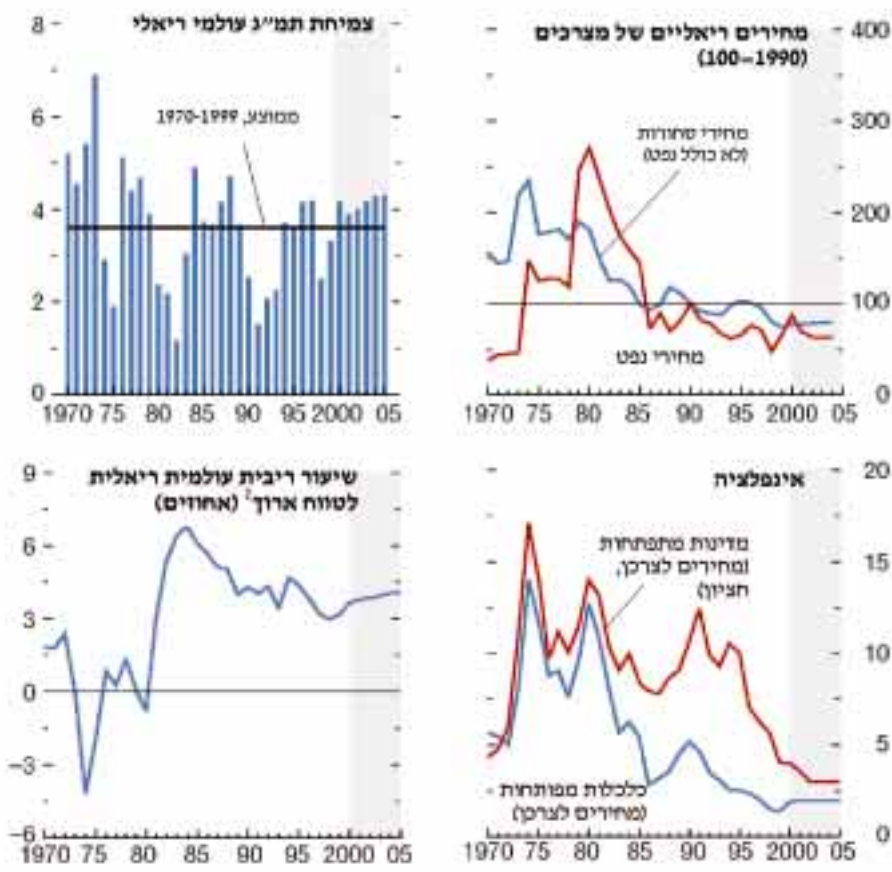 צמיחת תמ״ג עולמי ריאלי
8
6
4
2
0
ממוצע, 1970-1999
1970 75 80 85 90 95 2000 05
מחירים ריאליים של מצרכים
(100=1990)
400
300
200
100
0
מחירי סחורות
(לא כולל נפט)
מחירי נפט
1970 75 80 85 90 95 2000 05
שיעור ריבית עולמית ריאלית
לטווח ארוך² (אחוזים)
9
6
3
0
−3
−6
1970 75 80 85 90 95 2000 05
אינפלציה
20
15
10
5
0
מדינות מתפתחות
(מחירים לצרכן,
חציון)
כלכלות מפותחות
(מחירים לצרכן)
1970 75 80 85 90 95 2000 05